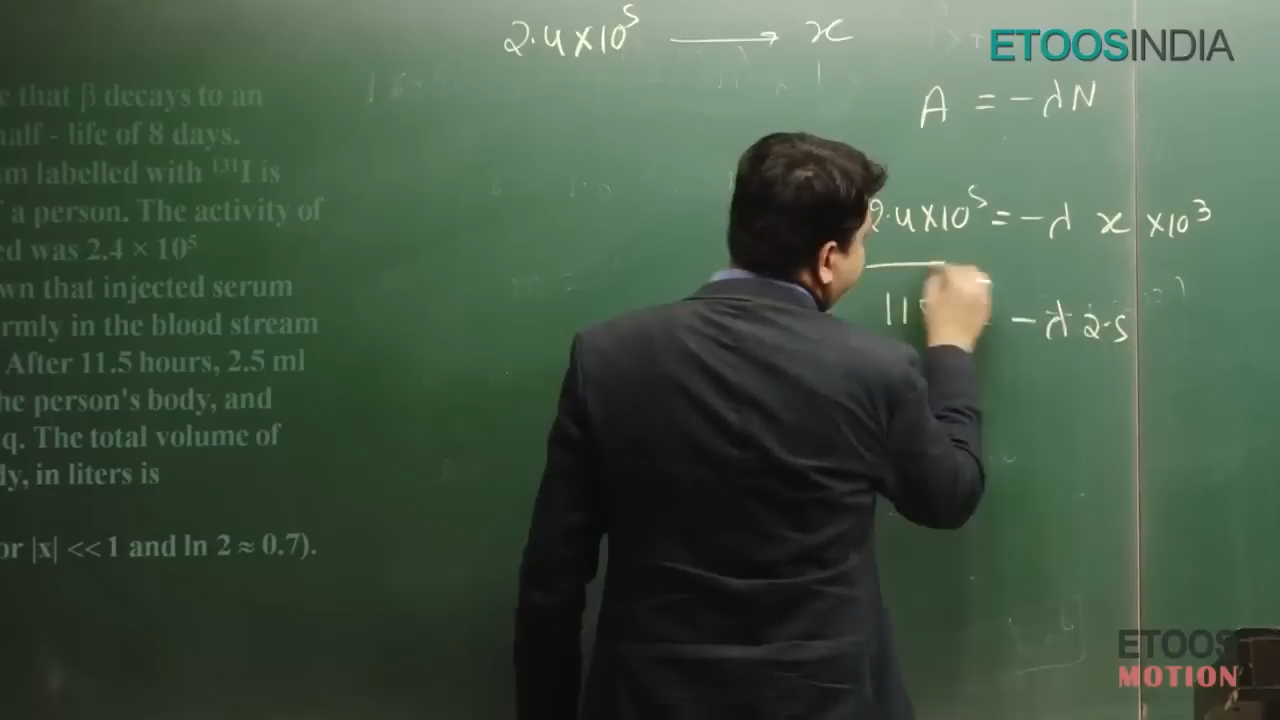 2.4×10⁵ ⟶ x
ETOOSINDIA
A = -λN
e that β decays to an
alf - life of 8 days.
m labelled with ¹³¹I is
a person. The activity of
ed was 2.4 × 10⁵
wn that injected serum
rmly in the blood stream
After 11.5 hours, 2.5 ml
he person's body, and
q. The total volume of
ly, in liters is
or |x| << 1 and ln 2 ≈ 0.7).
2.4×10⁵ = -λ x ×10³
11
-λ 2.5
ETOOS
MOTION